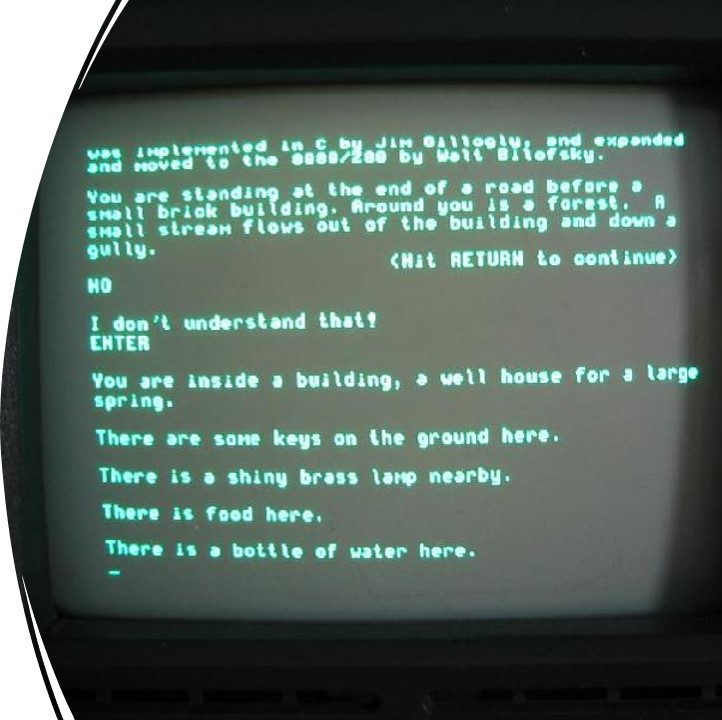 was implemented in C by Jim Gillogly, and expanded
and moved to the 8080/Z80 by Walt Bilofsky.
You are standing at the end of a road before a
small brick building. Around you is a forest. A
small stream flows out of the building and down a
gully.
(Hit RETURN to continue)
NO
I don't understand that!
ENTER
You are inside a building, a well house for a large
spring.
There are some keys on the ground here.
There is a shiny brass lamp nearby.
There is food here.
There is a bottle of water here.